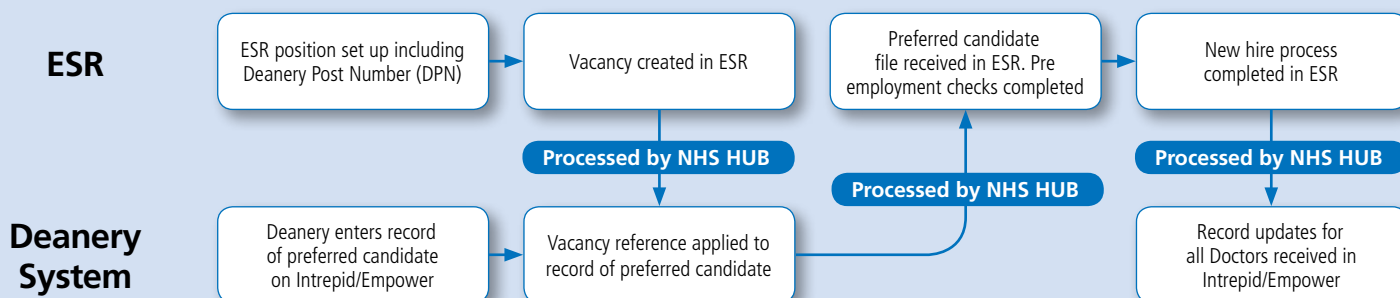 ESR
ESR position set up including
Deanery Post Number (DPN)
Vacancy created in ESR
Preferred candidate
file received in ESR. Pre
employment checks completed
New hire process
completed in ESR
Processed by NHS HUB
Processed by NHS HUB
Processed by NHS HUB
Deanery
System
Deanery enters record
of preferred candidate
on Intrepid/Empower
Vacancy reference applied to
record of preferred candidate
Record updates for
all Doctors received in
Intrepid/Empower